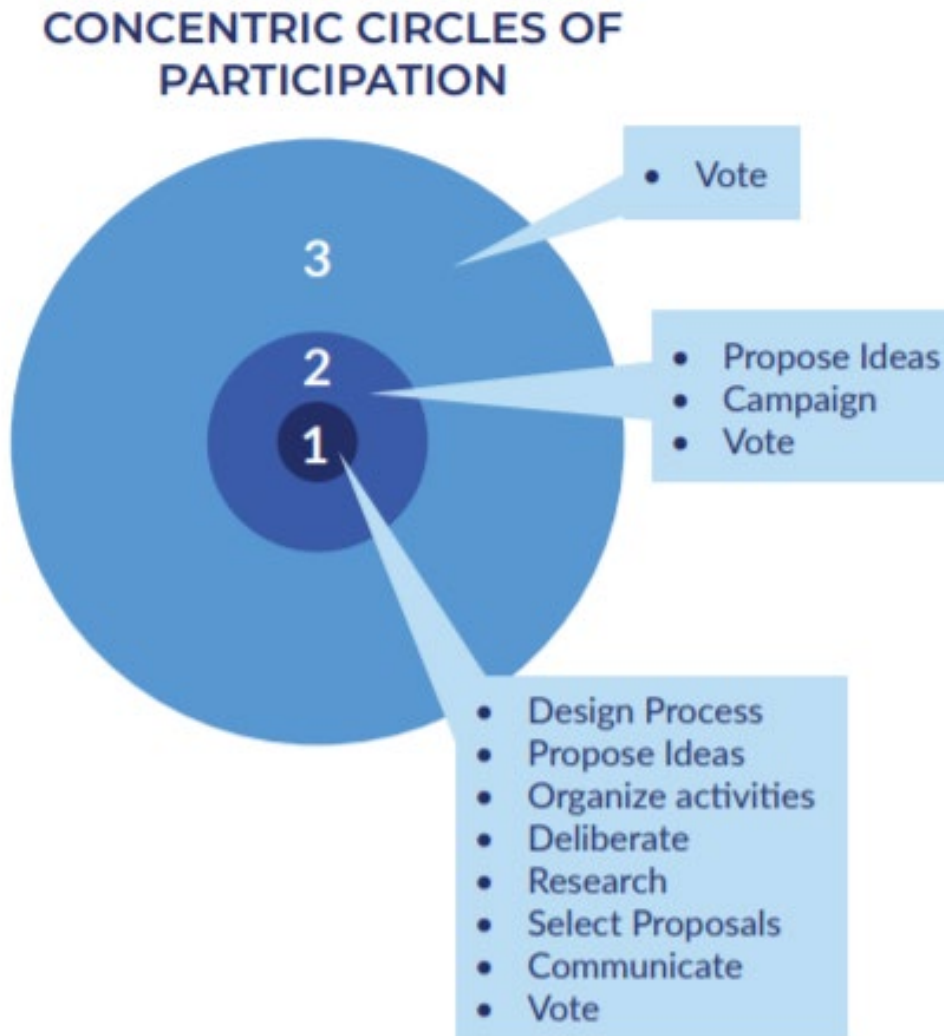 CONCENTRIC CIRCLES OF
PARTICIPATION
• Vote
3
2
1
• Propose Ideas
• Campaign
• Vote
• Design Process
• Propose Ideas
• Organize activities
• Deliberate
• Research
• Select Proposals
• Communicate
• Vote